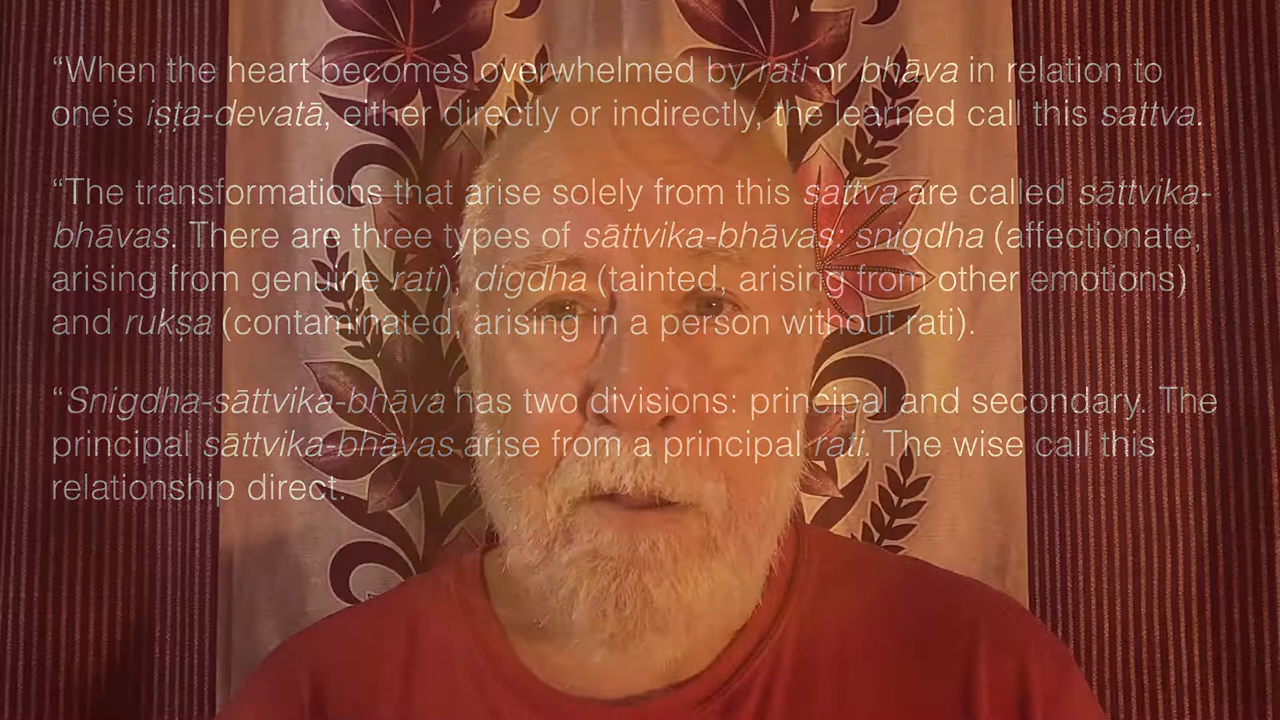 “When the heart becomes overwhelmed by rati or bhāva in relation to
one’s iṣṭa-devatā, either directly or indirectly, the learned call this sattva.
“The transformations that arise solely from this sattva are called sāttvika-
bhāvas. There are three types of sāttvika-bhāvas: snigdha (affectionate,
arising from genuine rati), digdha (tainted, arising from other emotions)
and rukṣa (contaminated, arising in a person without rati).
“Snigdha-sāttvika-bhāva has two divisions: principal and secondary. The
principal sāttvika-bhāvas arise from a principal rati. The wise call this
relationship direct.